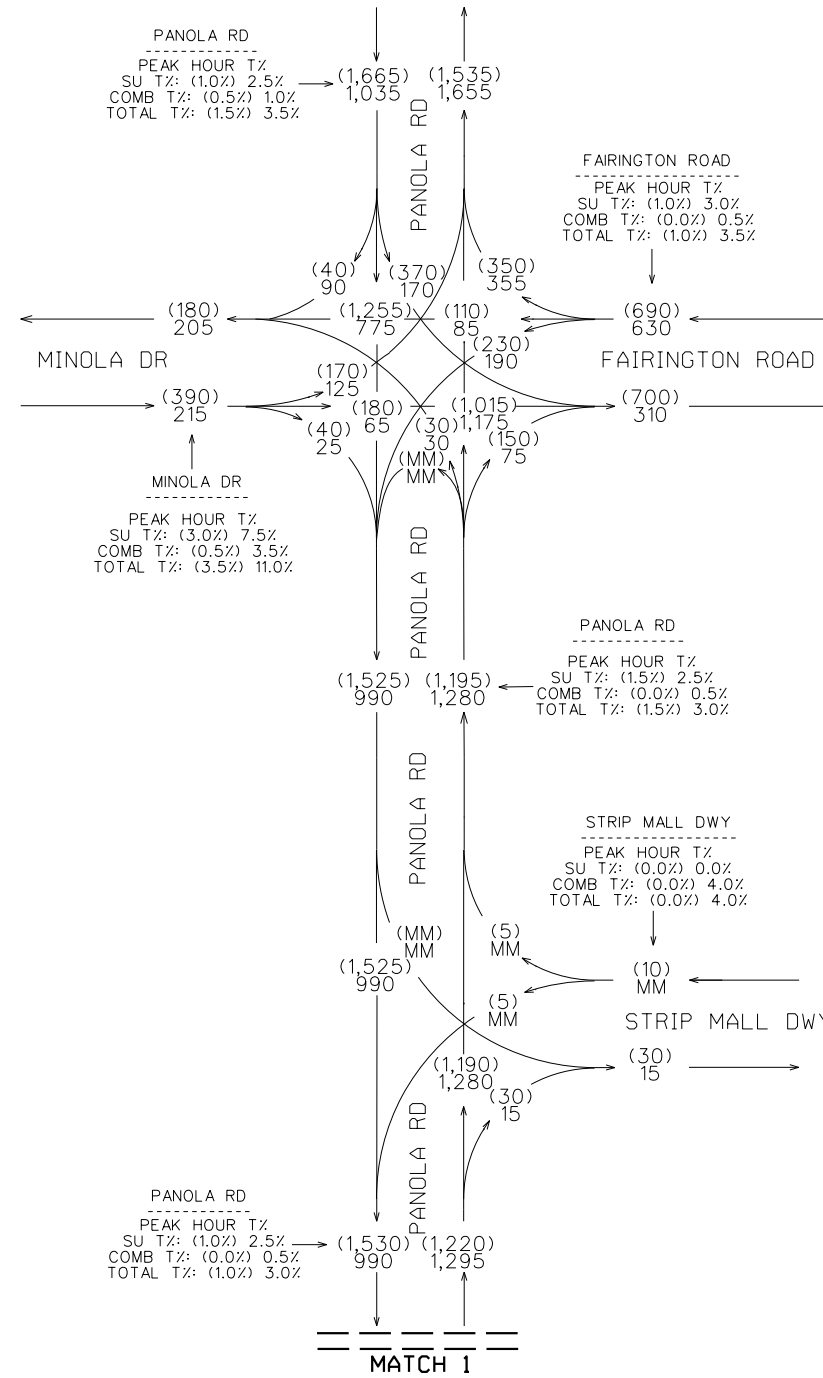 PANOLA RD
PEAK HOUR T%
SU T%: (1.0%) 2.5%
COMB T%: (0.5%) 1.0%
TOTAL T%: (1.5%) 3.5%
(1,665)
1,035
(1,535)
1,655
PANOLA RD
FAIRINGTON ROAD
PEAK HOUR T%
SU T%: (1.0%) 3.0%
COMB T%: (0.0%) 0.5%
TOTAL T%: (1.0%) 3.5%
(40)
90
(370)
170
(350)
355
(180)
205
(1,255)
775
(110)
85
(690)
630
(230)
190
MINOLA DR
FAIRINGTON ROAD
(170)
125
(390)
215
(180)
65
(1,015)
1,175
(700)
310
(40)
25
(30)
30
(150)
75
(MM)
MM
MINOLA DR
PEAK HOUR T%
SU T%: (3.0%) 7.5%
COMB T%: (0.5%) 3.5%
TOTAL T%: (3.5%) 11.0%
PANOLA RD
PANOLA RD
PEAK HOUR T%
SU T%: (1.5%) 2.5%
COMB T%: (0.0%) 0.5%
TOTAL T%: (1.5%) 3.0%
(1,525)
990
(1,195)
1,280
PANOLA RD
STRIP MALL DWY
PEAK HOUR T%
SU T%: (0.0%) 0.0%
COMB T%: (0.0%) 4.0%
TOTAL T%: (0.0%) 4.0%
(MM)
MM
(5)
MM
(1,525)
990
(10)
MM
(5)
MM
STRIP MALL DWY
(1,190)
1,280
(30)
15
(30)
15
PANOLA RD
PANOLA RD
PEAK HOUR T%
SU T%: (1.0%) 2.5%
COMB T%: (0.0%) 0.5%
TOTAL T%: (1.0%) 3.0%
(1,530)
990
(1,220)
1,295
MATCH 1